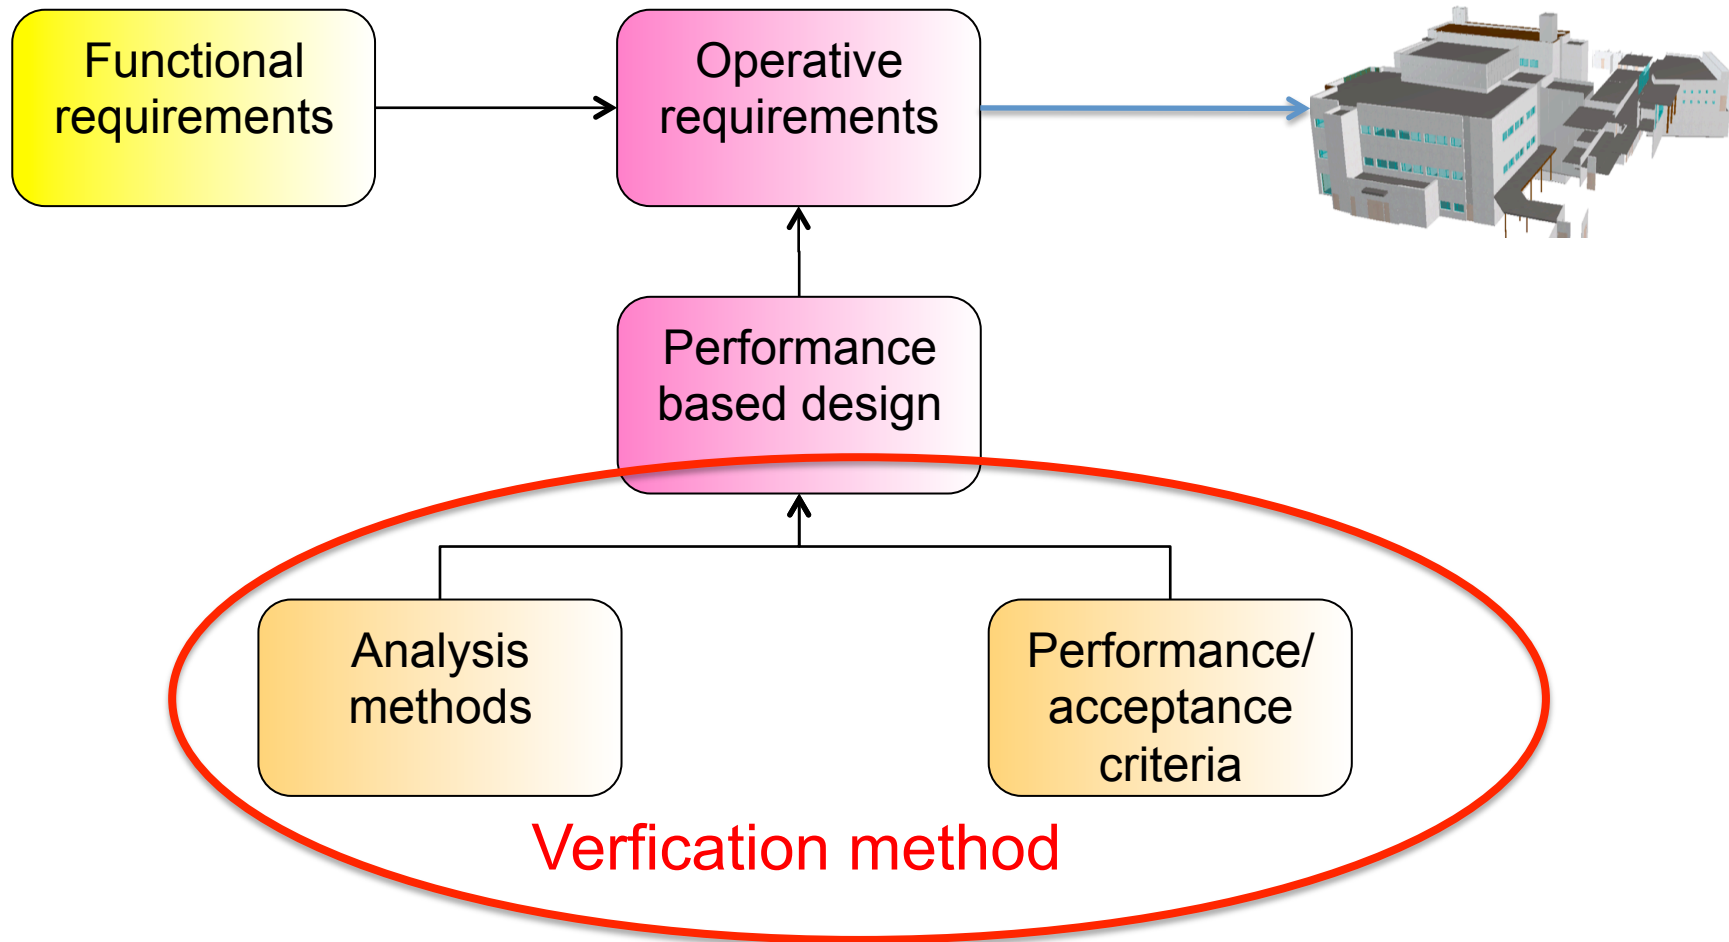 Functional
requirements
Operative
requirements
Performance
based design
Analysis
methods
Performance/
acceptance
criteria
Verfication method